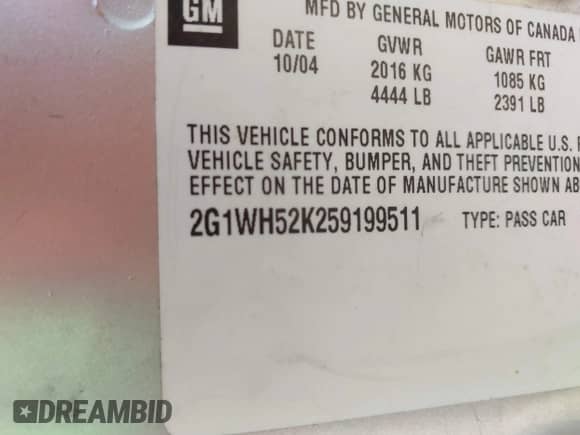 GM
MFD BY GENERAL MOTORS OF CANADA
DATE GVWR GAWR FRT
10/04 2016 KG 1085 KG
4444 LB 2391 LB
THIS VEHICLE CONFORMS TO ALL APPLICABLE U.S.
VEHICLE SAFETY, BUMPER, AND THEFT PREVENTION
EFFECT ON THE DATE OF MANUFACTURE SHOWN AB
2G1WH52K259199511 TYPE: PASS CAR
DREAMBID